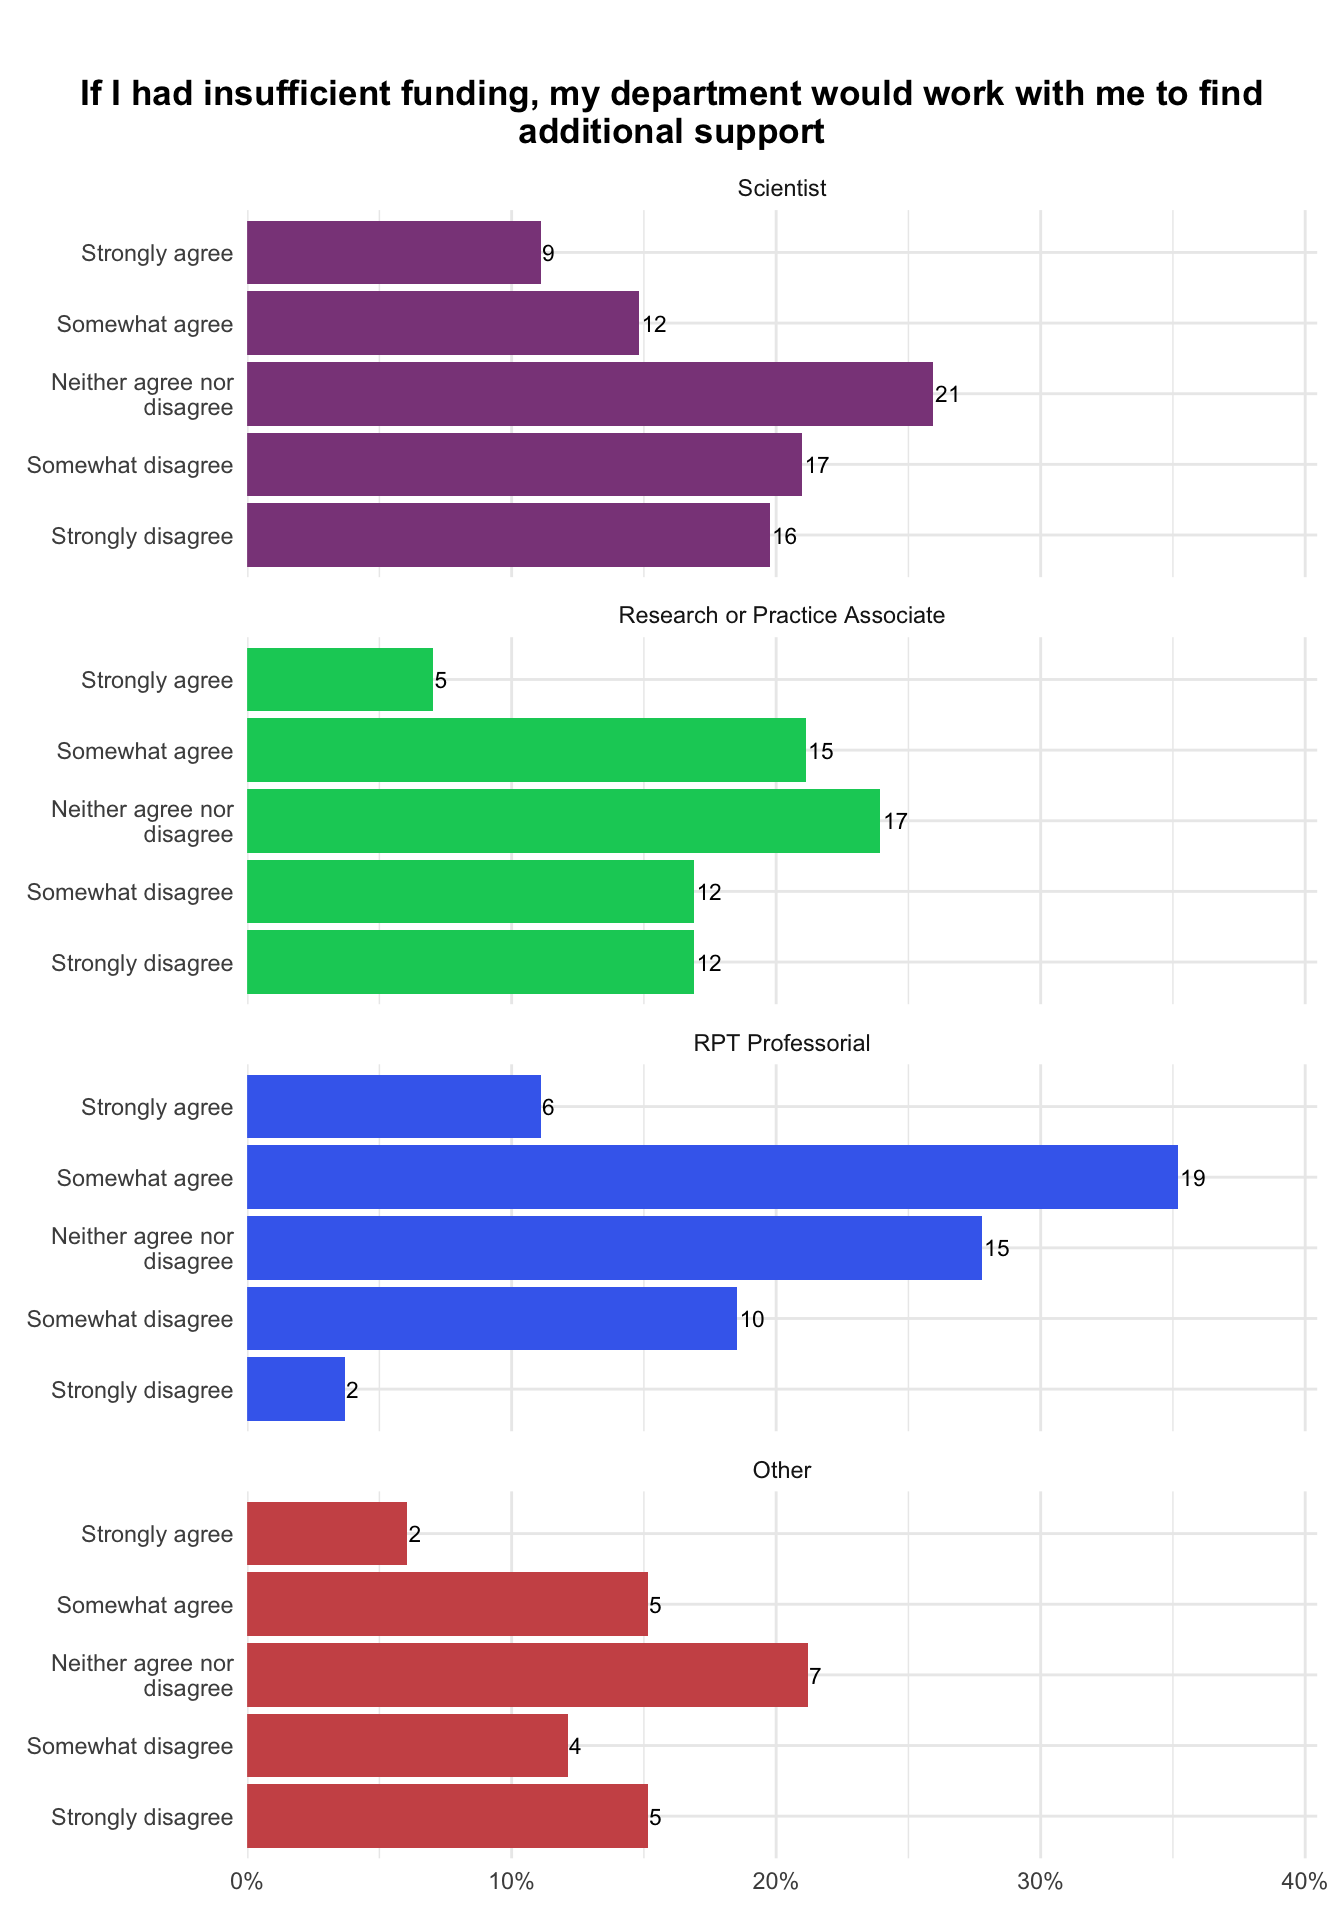 If I had insufficient funding, my department would work with me to find
additional support
Scientist
Strongly agree
9
Somewhat agree
12
Neither agree nor
disagree
21
Somewhat disagree
17
Strongly disagree
16
Research or Practice Associate
Strongly agree
5
Somewhat agree
15
Neither agree nor
disagree
17
Somewhat disagree
12
Strongly disagree
12
RPT Professorial
Strongly agree
6
Somewhat agree
19
Neither agree nor
disagree
15
Somewhat disagree
10
Strongly disagree
2
Other
Strongly agree
2
Somewhat agree
5
Neither agree nor
disagree
7
Somewhat disagree
4
Strongly disagree
5
0% 10% 20% 30% 40%